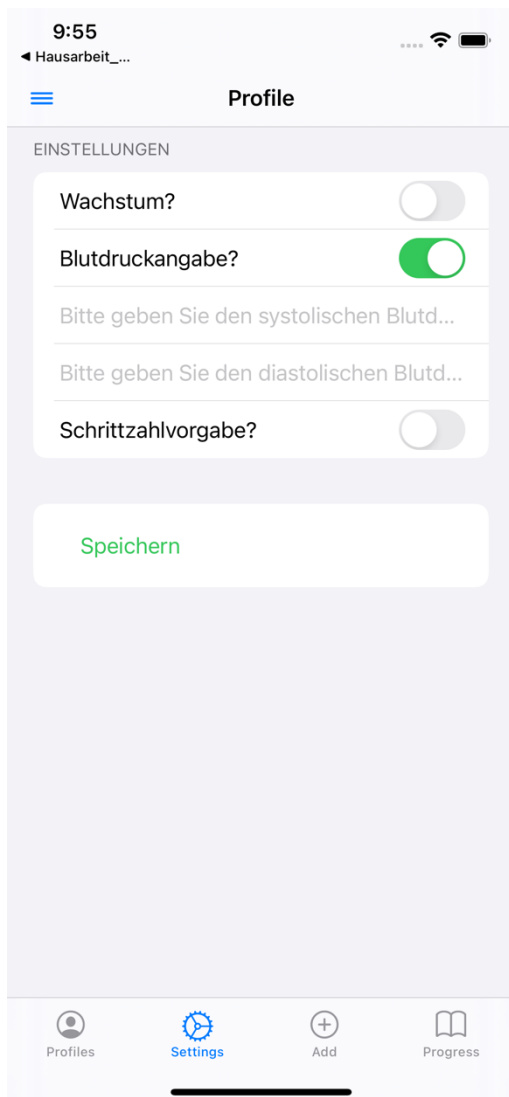 9:55
◀ Hausarbeit_...
Profile
EINSTELLUNGEN
Wachstum?
Blutdruckangabe?
Bitte geben Sie den systolischen Blutd...
Bitte geben Sie den diastolischen Blutd...
Schrittzahlvorgabe?
Speichern
Profiles
Settings
Add
Progress